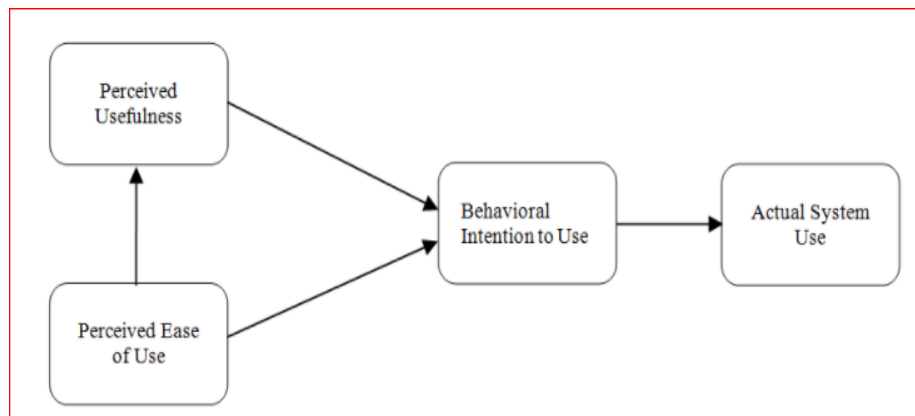 Perceived
Usefulness
Behavioral
Intention to Use
Actual System
Use
Perceived Ease
of Use